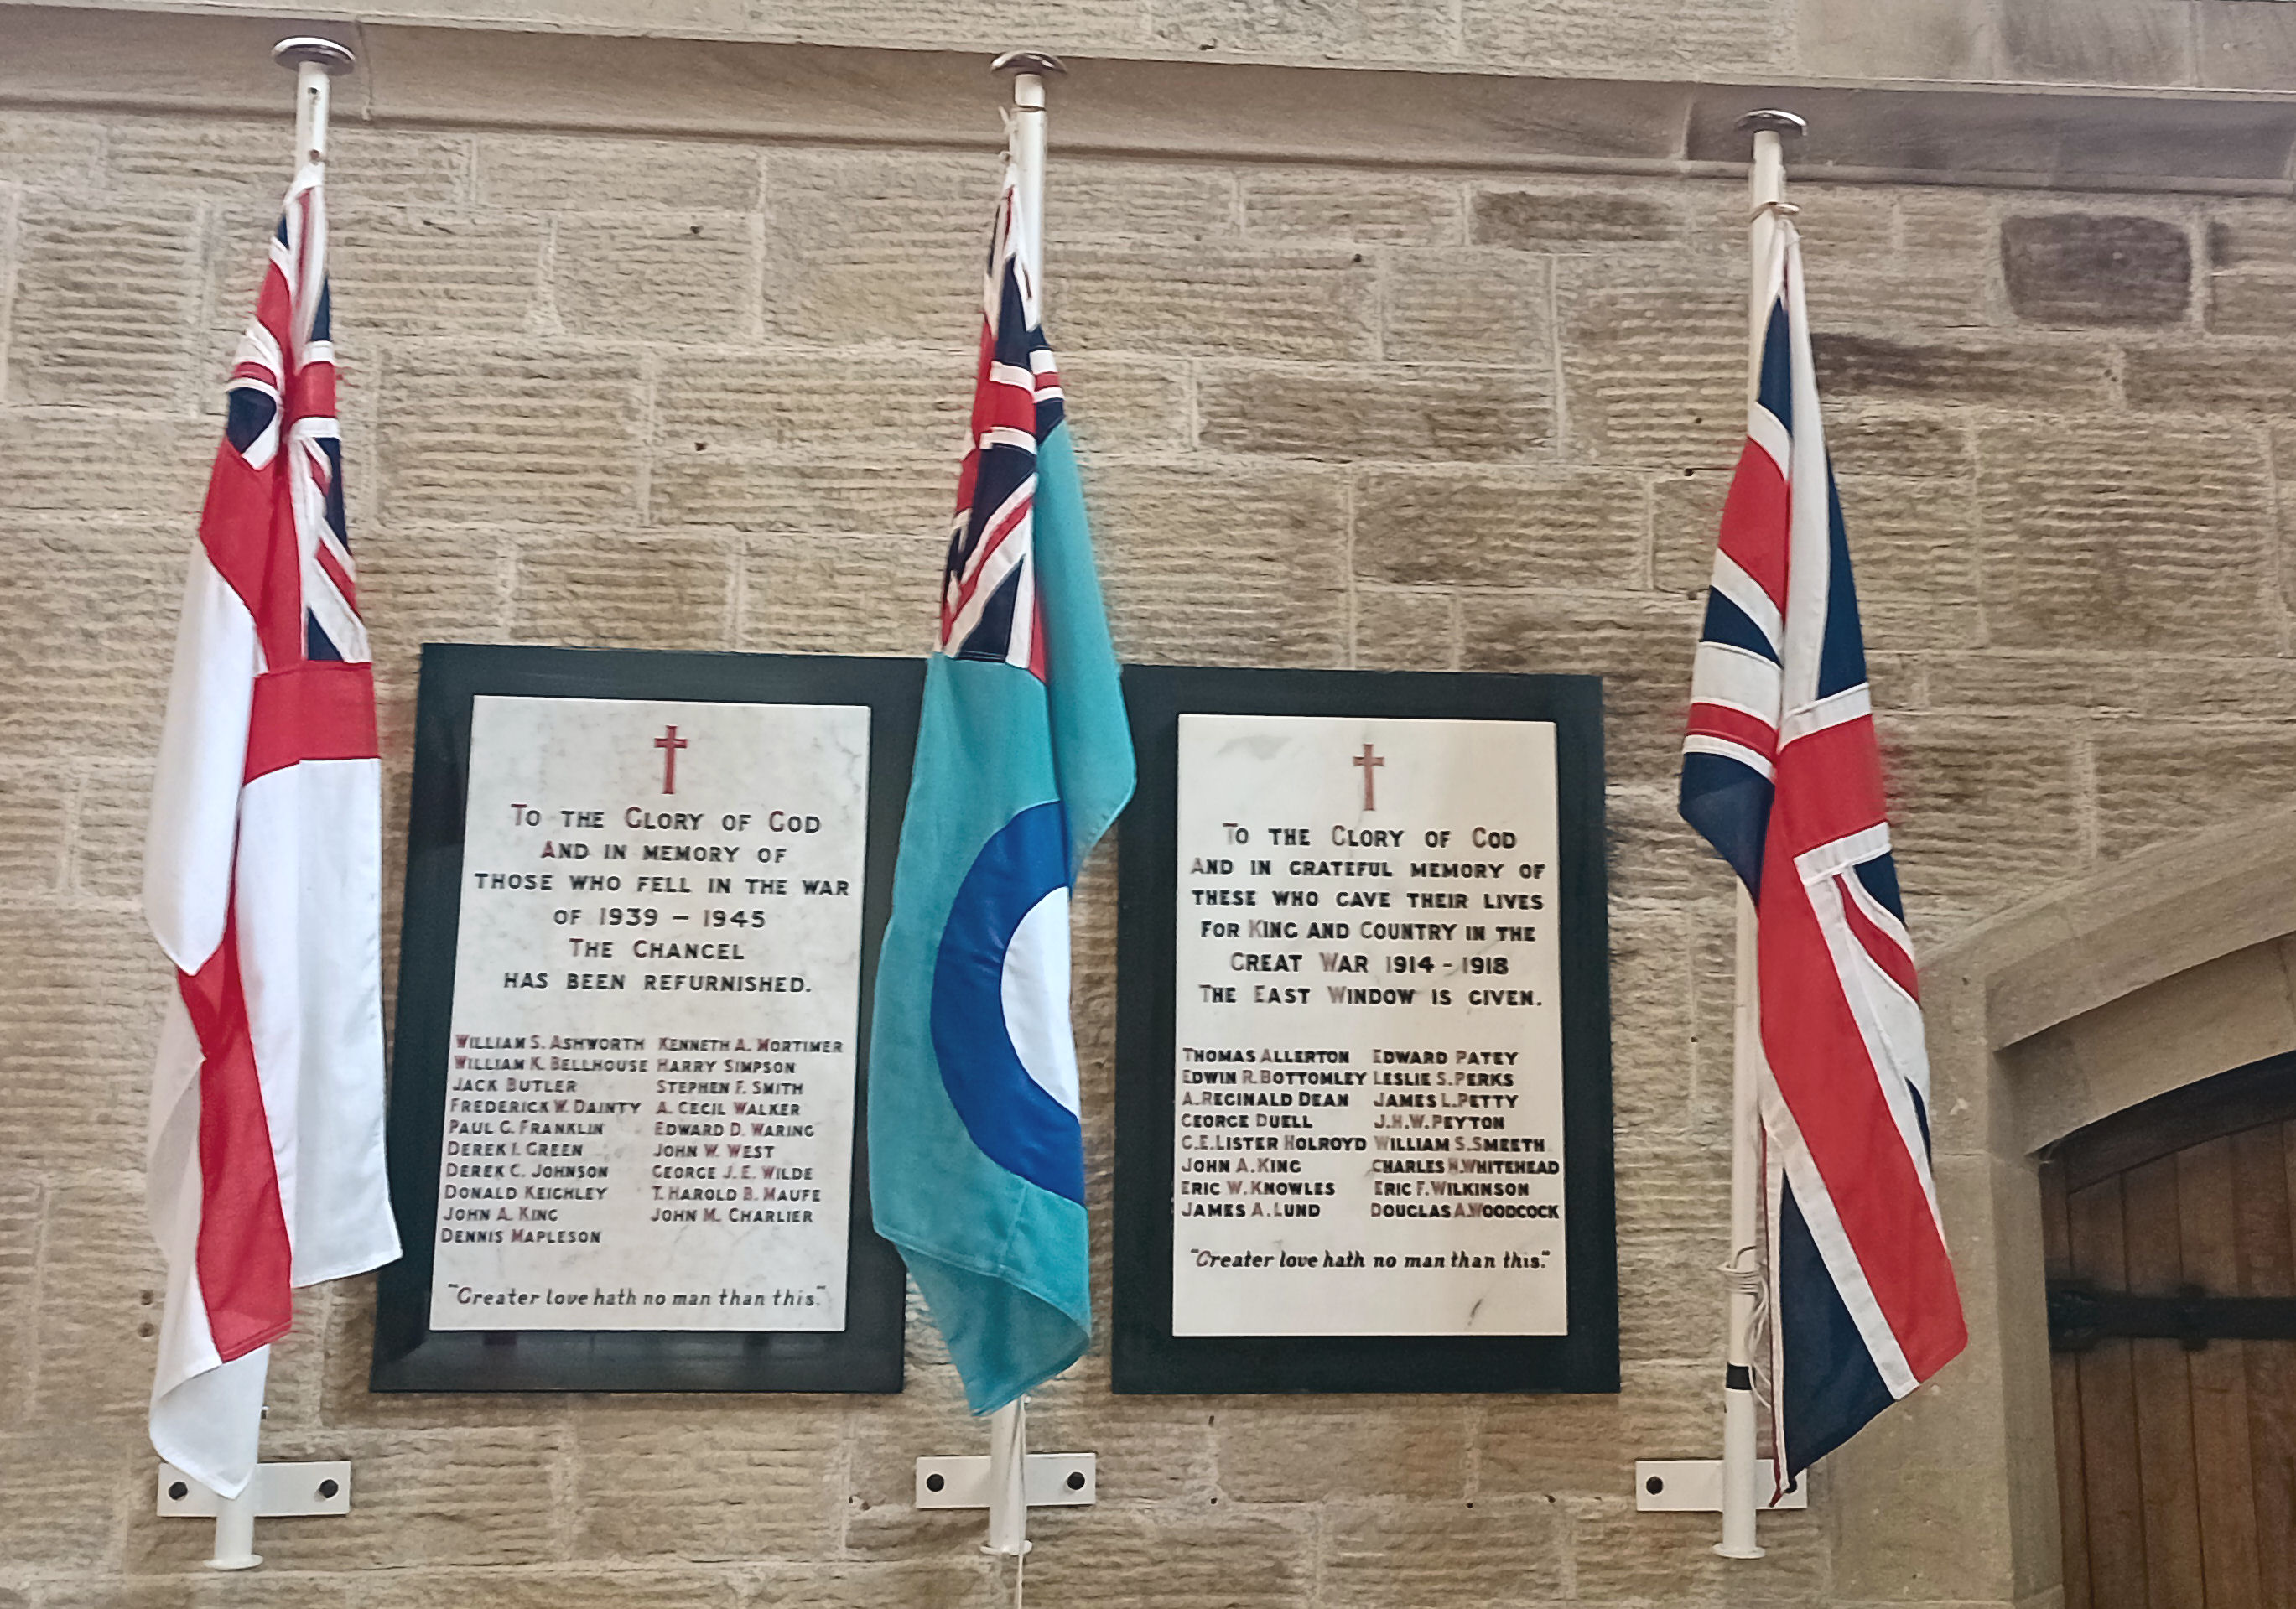 TO THE GLORY OF GOD
AND IN MEMORY OF
THOSE WHO FELL IN THE WAR
OF 1939 - 1945
THE CHANCEL
HAS BEEN REFURNISHED.
WILLIAM S. ASHWORTH KENNETH A. MORTIMER
WILLIAM K. BELLHOUSE HARRY SIMPSON
JACK BUTLER STEPHEN F. SMITH
FREDERICK W. DAINTY A. CECIL WALKER
PAUL G. FRANKLIN EDWARD D. WARING
DEREK I. GREEN JOHN W. WEST
DEREK C. JOHNSON GEORGE J. E. WILDE
DONALD KEIGHLEY T. HAROLD B. MAUFE
JOHN A. KING JOHN M. CHARLIER
DENNIS MAPLESON
"Greater love hath no man than this."
TO THE GLORY OF GOD
AND IN GRATEFUL MEMORY OF
THESE WHO GAVE THEIR LIVES
FOR KING AND COUNTRY IN THE
GREAT WAR 1914 - 1918
THE EAST WINDOW IS GIVEN.
THOMAS ALLERTON EDWARD PATEY
EDWIN R. BOTTOMLEY LESLIE S. PERKS
A. REGINALD DEAN JAMES L. PETTY
GEORGE DUELL J.H.W. PEYTON
C.E. LISTER HOLROYD WILLIAM S. SMEETH
JOHN A. KING CHARLES H. WHITEHEAD
ERIC W. KNOWLES ERIC F. WILKINSON
JAMES A. LUND DOUGLAS A. WOODCOCK
"Greater love hath no man than this."